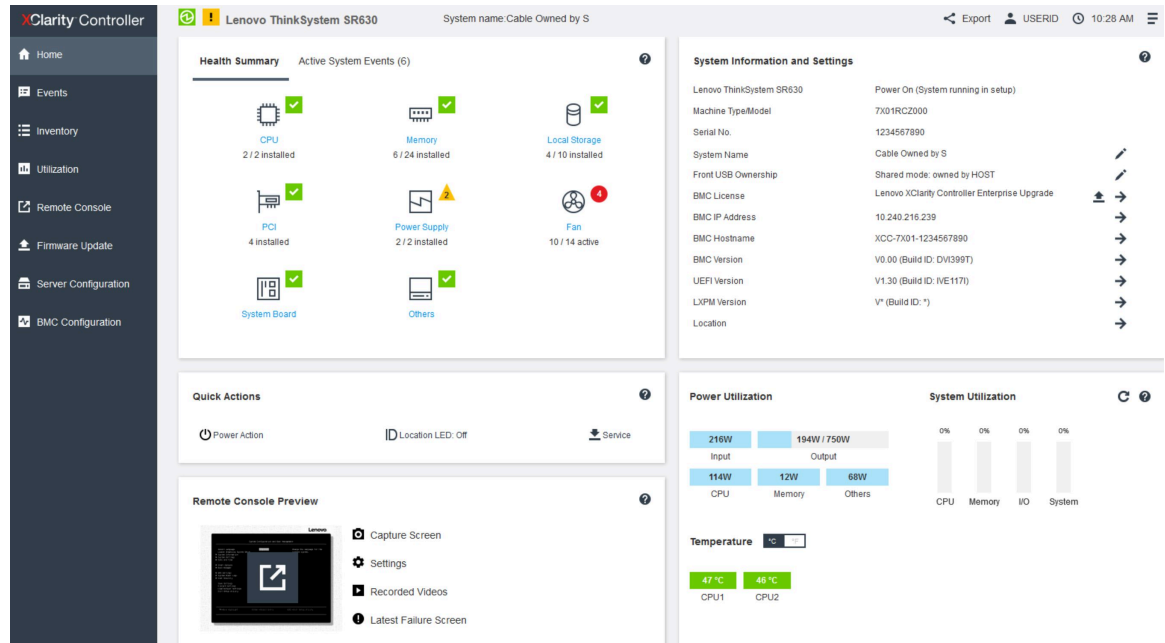 XClarity Controller
Lenovo ThinkSystem SR630
System name:Cable Owned by S
Export
USERID
10:28 AM
Home
Events
Inventory
Utilization
Remote Console
Firmware Update
Server Configuration
BMC Configuration
Health Summary
Active System Events (6)
CPU
2 / 2 installed
Memory
6 / 24 installed
Local Storage
4 / 10 installed
PCI
4 installed
2
Power Supply
2 / 2 installed
4
Fan
10 / 14 active
System Board
Others
System Information and Settings
Lenovo ThinkSystem SR630 Power On (System running in setup)
Machine Type/Model 7X01RCZ000
Serial No. 1234567890
System Name Cable Owned by S
Front USB Ownership Shared mode: owned by HOST
BMC License Lenovo XClarity Controller Enterprise Upgrade
BMC IP Address 10.240.216.239
BMC Hostname XCC-7X01-1234567890
BMC Version V0.00 (Build ID: DVI399T)
UEFI Version V1.30 (Build ID: IVE117I)
LXPM Version V* (Build ID: *)
Location
Quick Actions
Power Action
Location LED: Off
Service
Remote Console Preview
Lenovo
Capture Screen
Settings
Recorded Videos
Latest Failure Screen
Power Utilization
216W 194W / 750W
Input Output
114W 12W 68W
CPU Memory Others
System Utilization
0% 0% 0% 0%
CPU Memory I/O System
Temperature °C °F
47 °C 46 °C
CPU1 CPU2